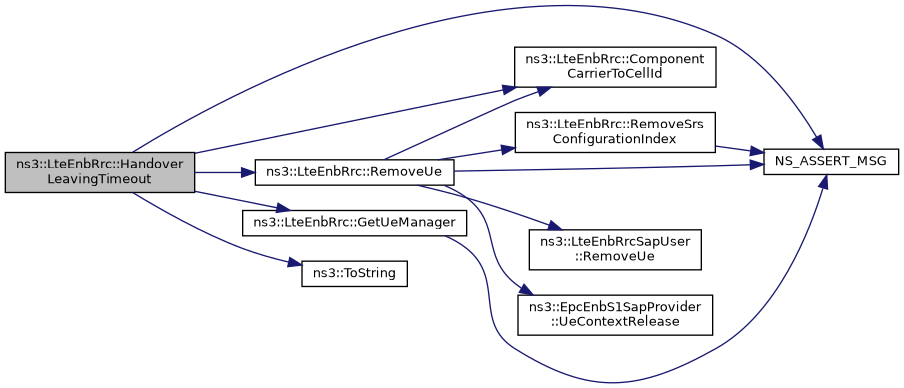 ns3::LteEnbRrc::Handover
LeavingTimeout
ns3::LteEnbRrc::Component
CarrierToCellId
ns3::LteEnbRrc::RemoveSrs
ConfigurationIndex
NS_ASSERT_MSG
ns3::LteEnbRrc::RemoveUe
ns3::LteEnbRrc::GetUeManager
ns3::LteEnbRrcSapUser
::RemoveUe
ns3::ToString
ns3::EpcEnbS1SapProvider
::UeContextRelease